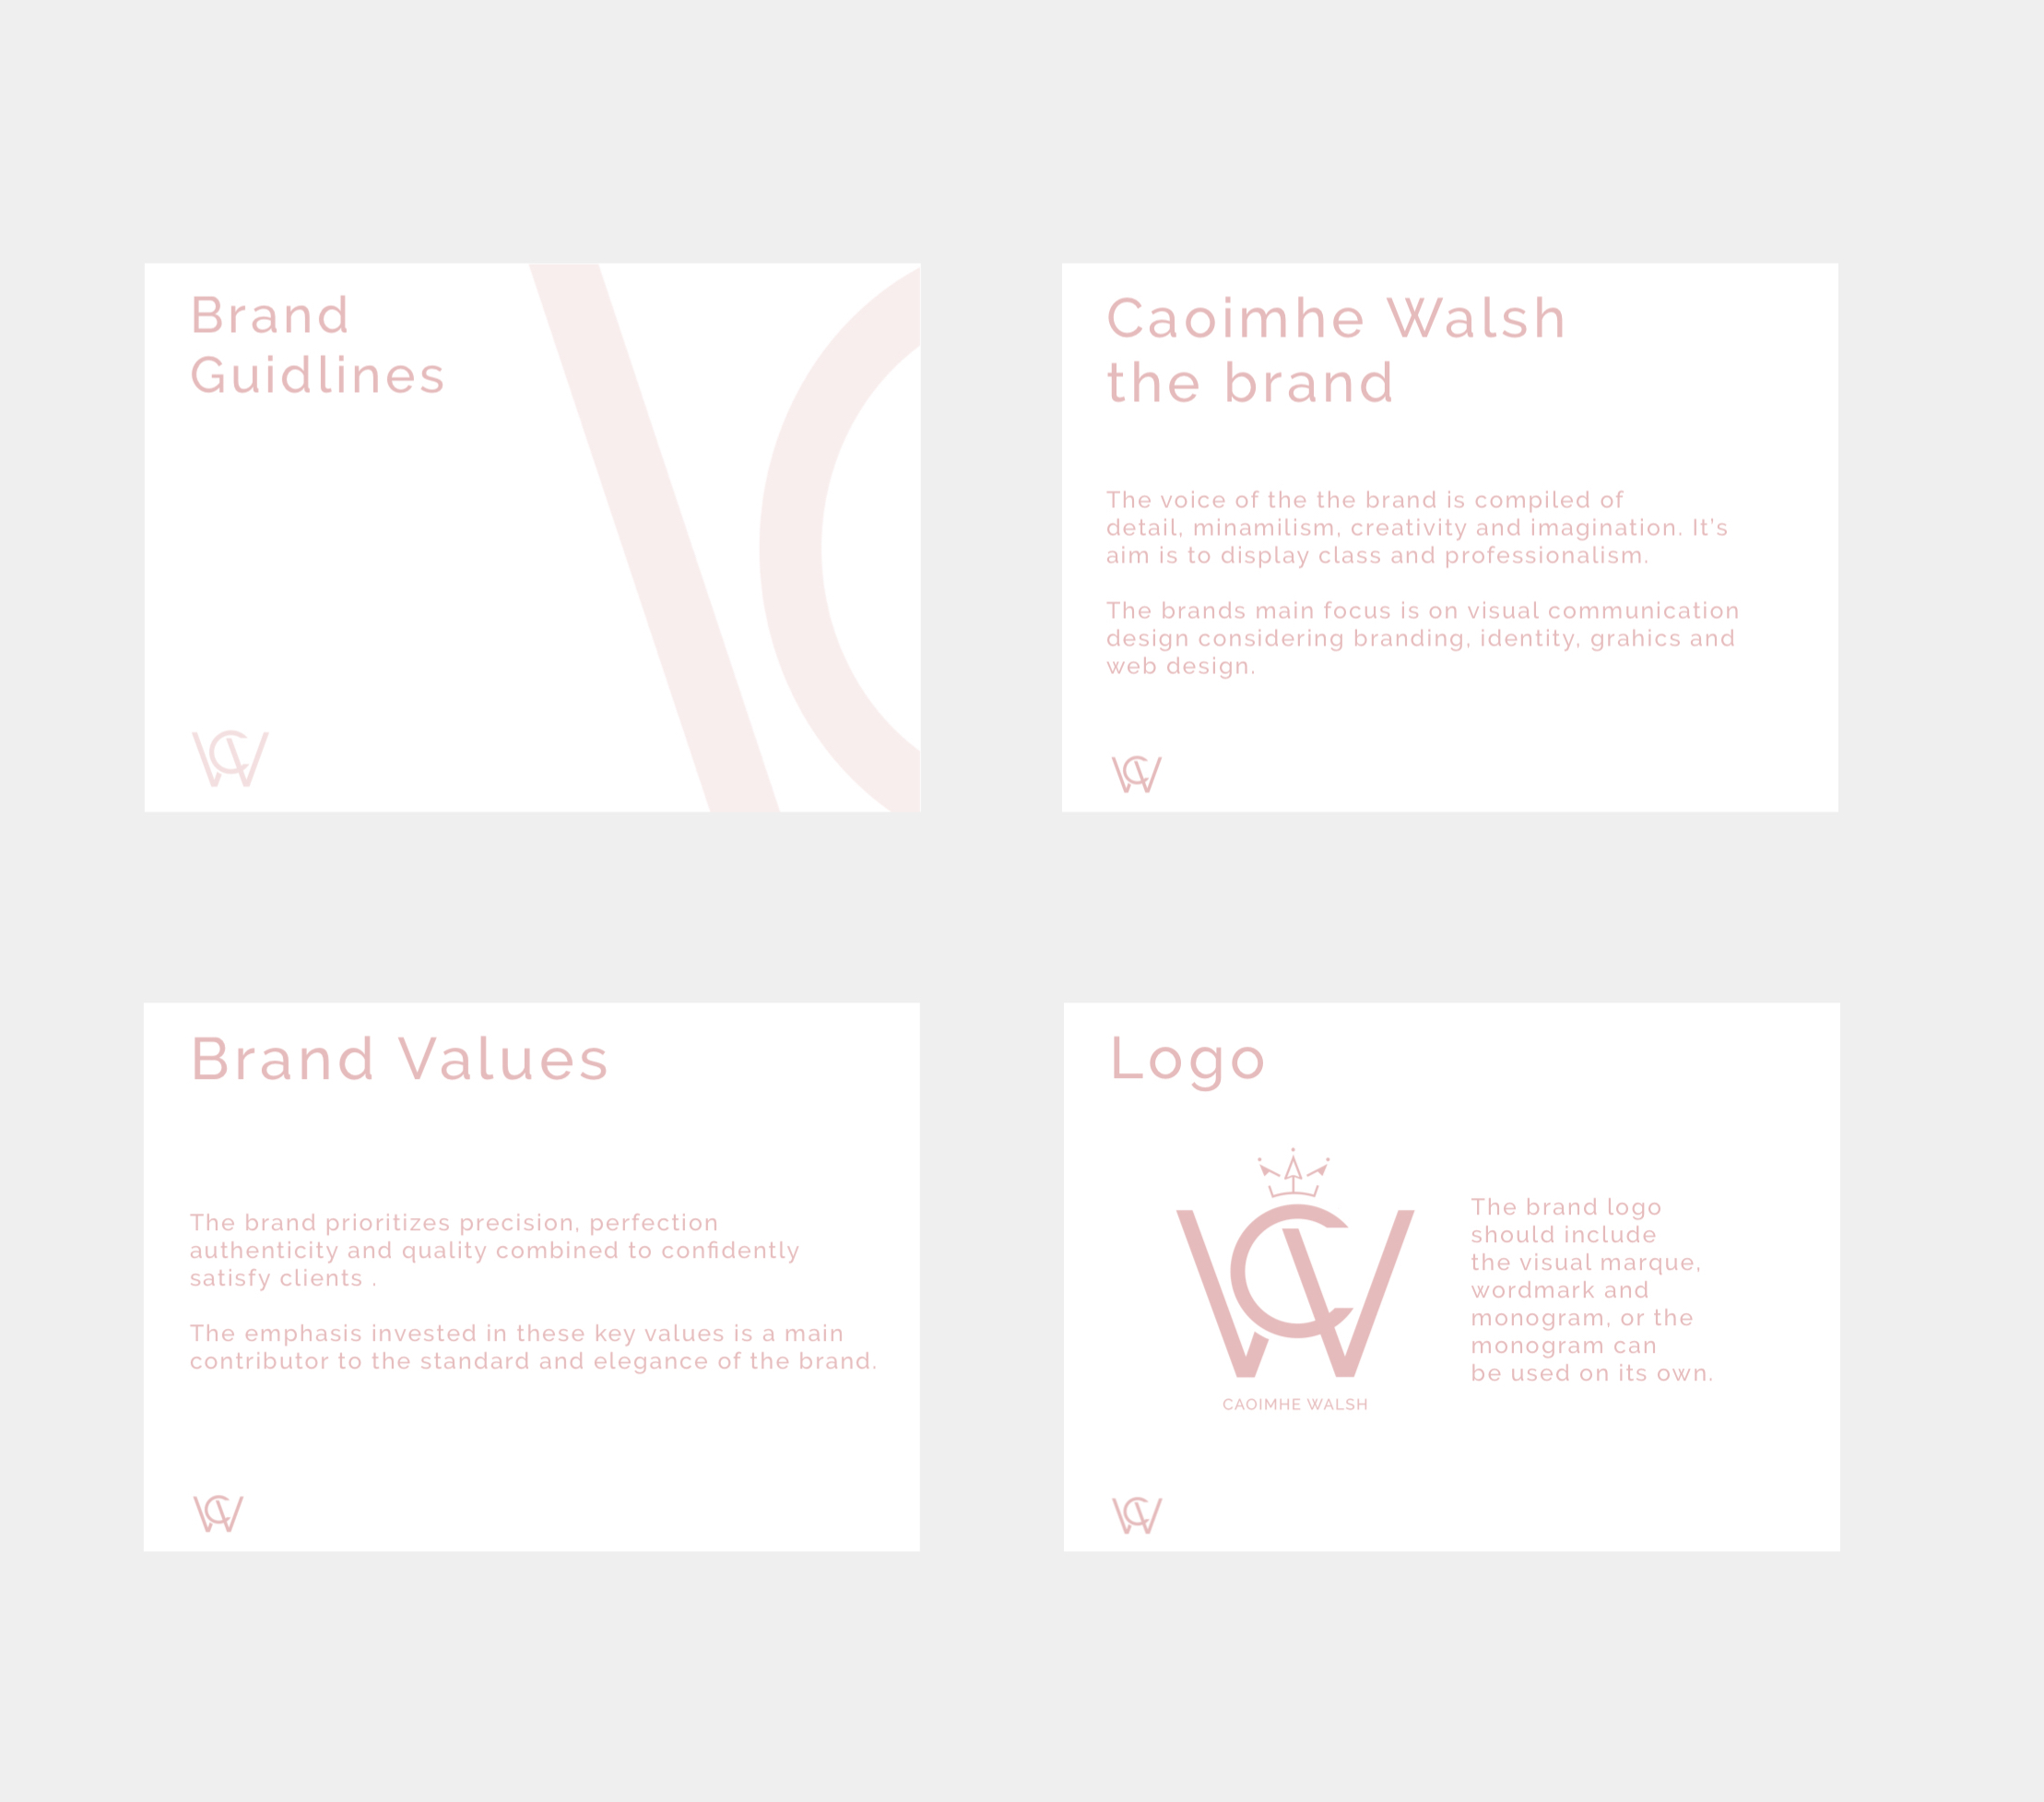 Brand
Guidlines
Caoimhe Walsh
the brand
The voice of the the brand is compiled of
detail, minamilism, creativity and imagination. It's
aim is to display class and professionalism.
The brands main focus is on visual communication
design considering branding, identity, grahics and
web design.
Brand Values
The brand prioritizes precision, perfection
authenticity and quality combined to confidently
satisfy clients .
The emphasis invested in these key values is a main
contributor to the standard and elegance of the brand.
Logo
CAOIMHE WALSH
The brand logo
should include
the visual marque,
wordmark and
monogram, or the
monogram can
be used on its own.